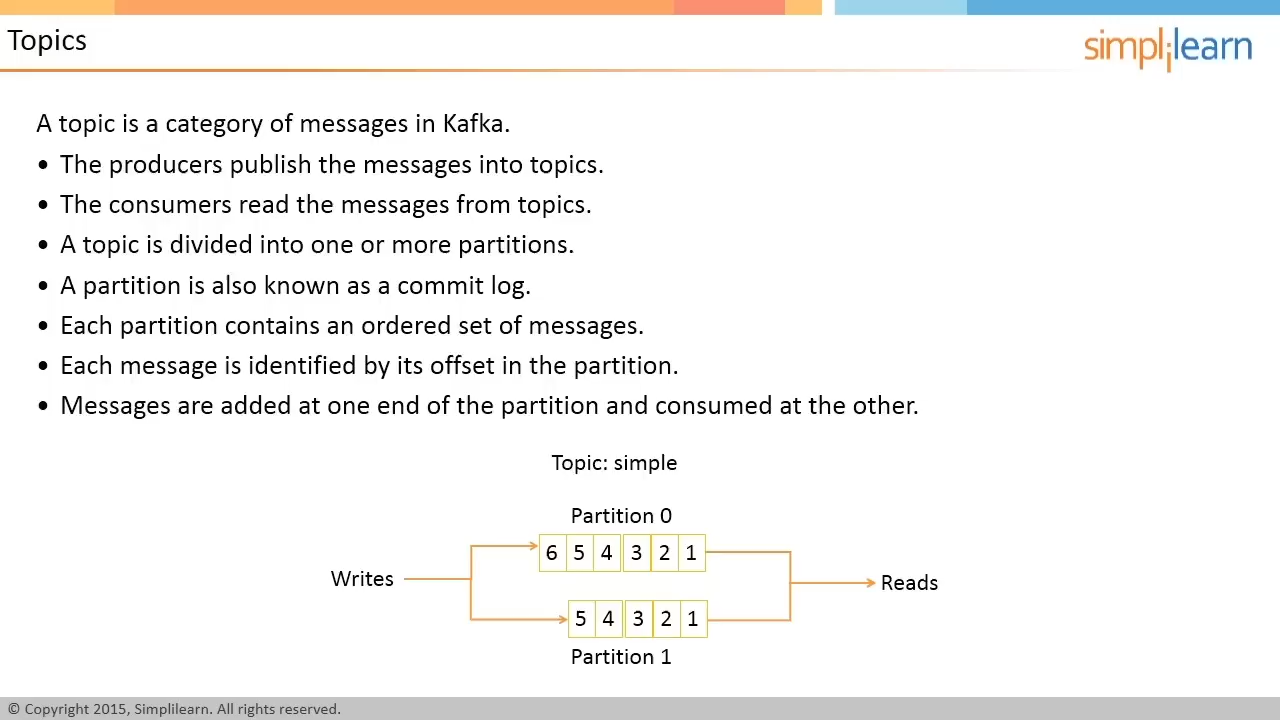 Topics
simplilearn
A topic is a category of messages in Kafka.
• The producers publish the messages into topics.
• The consumers read the messages from topics.
• A topic is divided into one or more partitions.
• A partition is also known as a commit log.
• Each partition contains an ordered set of messages.
• Each message is identified by its offset in the partition.
• Messages are added at one end of the partition and consumed at the other.
Topic: simple
Partition 0
6 5 4 3 2 1
Writes
Reads
5 4 3 2 1
Partition 1
© Copyright 2015, Simplilearn. All rights reserved.